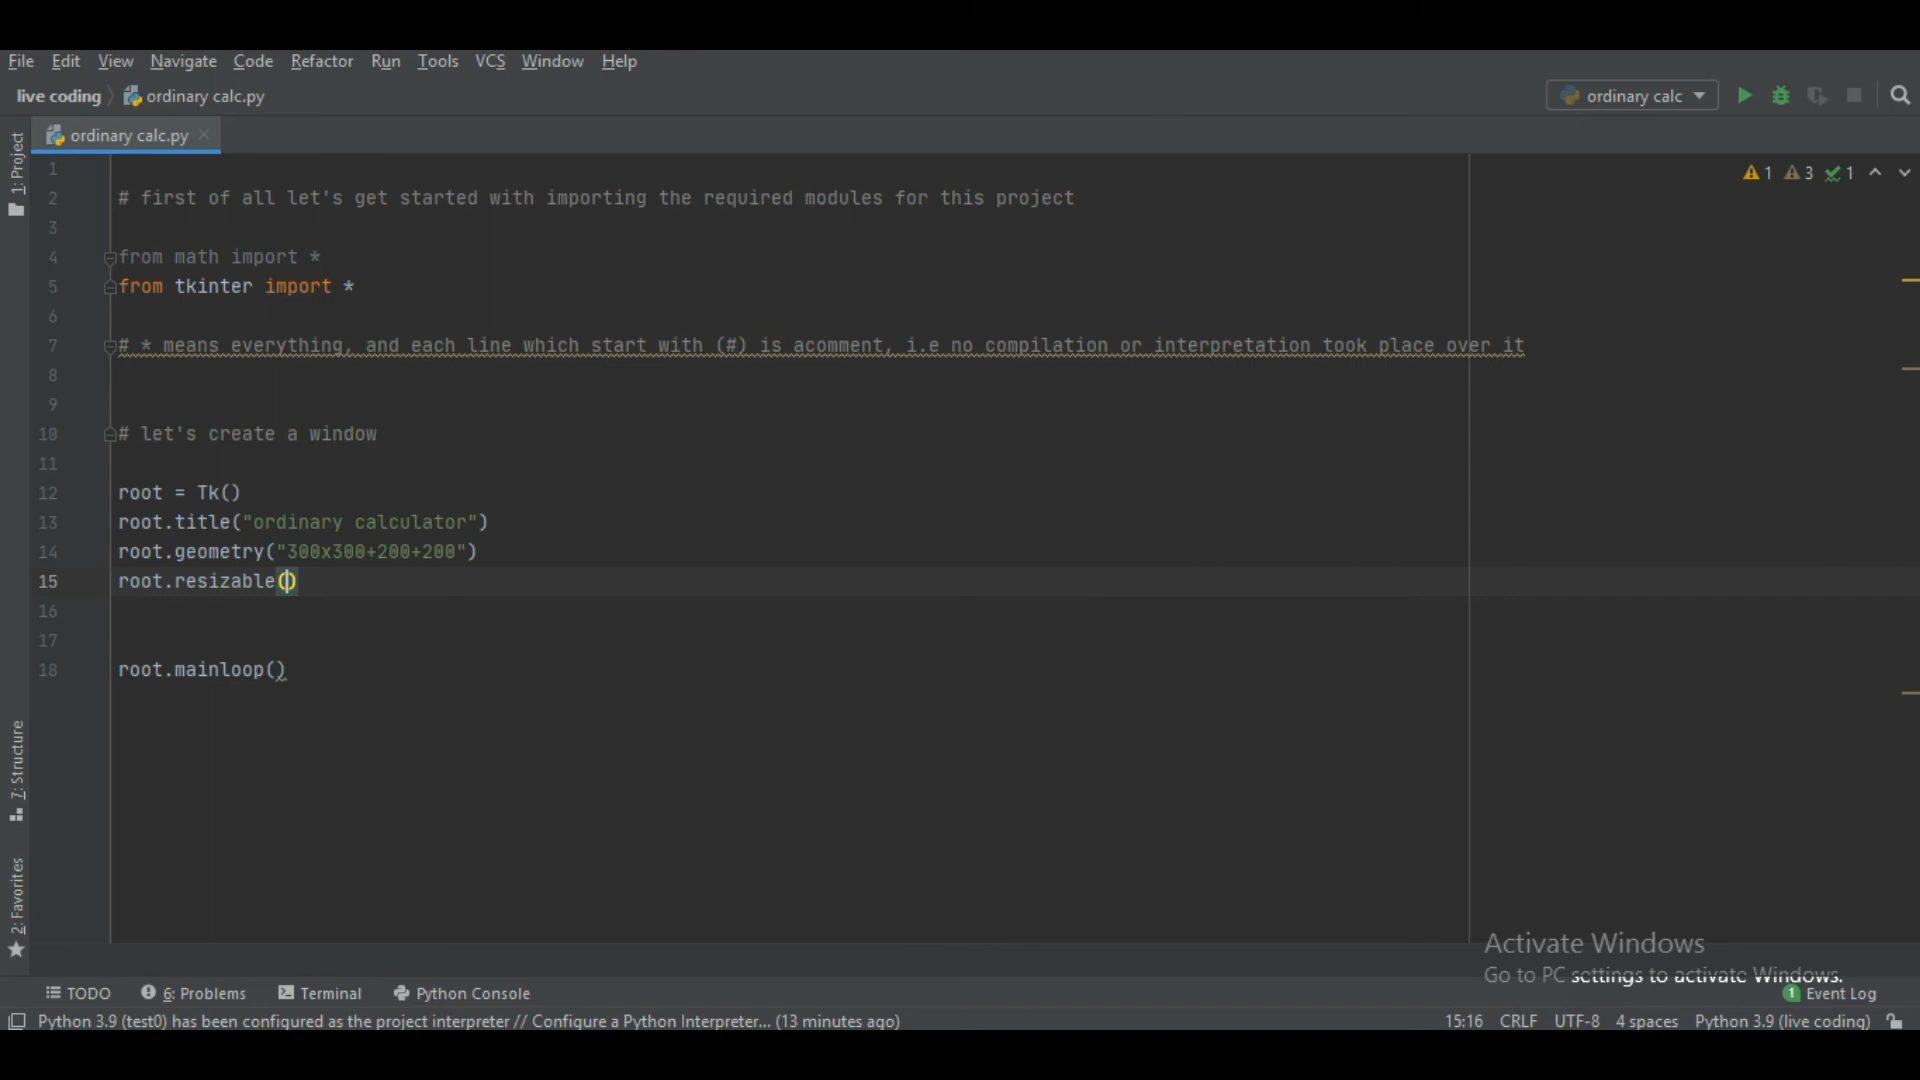 File Edit View Navigate Code Refactor Run Tools VCS Window Help
live coding ordinary calc.py ordinary calc
ordinary calc.py
1: Project
1
2 # first of all let's get started with importing the required modules for this project
3
4 from math import *
5 from tkinter import *
6
7 # * means everything, and each line which start with (#) is acomment, i.e no compilation or interpretation took place over it
8
9
10 # let's create a window
11
12 root = Tk()
13 root.title("ordinary calculator")
14 root.geometry("300x300+200+200")
15 root.resizable()
16
17
18 root.mainloop()
1 3 1
7: Structure
2: Favorites
Activate Windows
Go to PC settings to activate Windows.
TODO 6: Problems Terminal Python Console 1 Event Log
Python 3.9 (test0) has been configured as the project interpreter // Configure a Python Interpreter... (13 minutes ago) 15:16 CRLF UTF-8 4 spaces Python 3.9 (live coding)